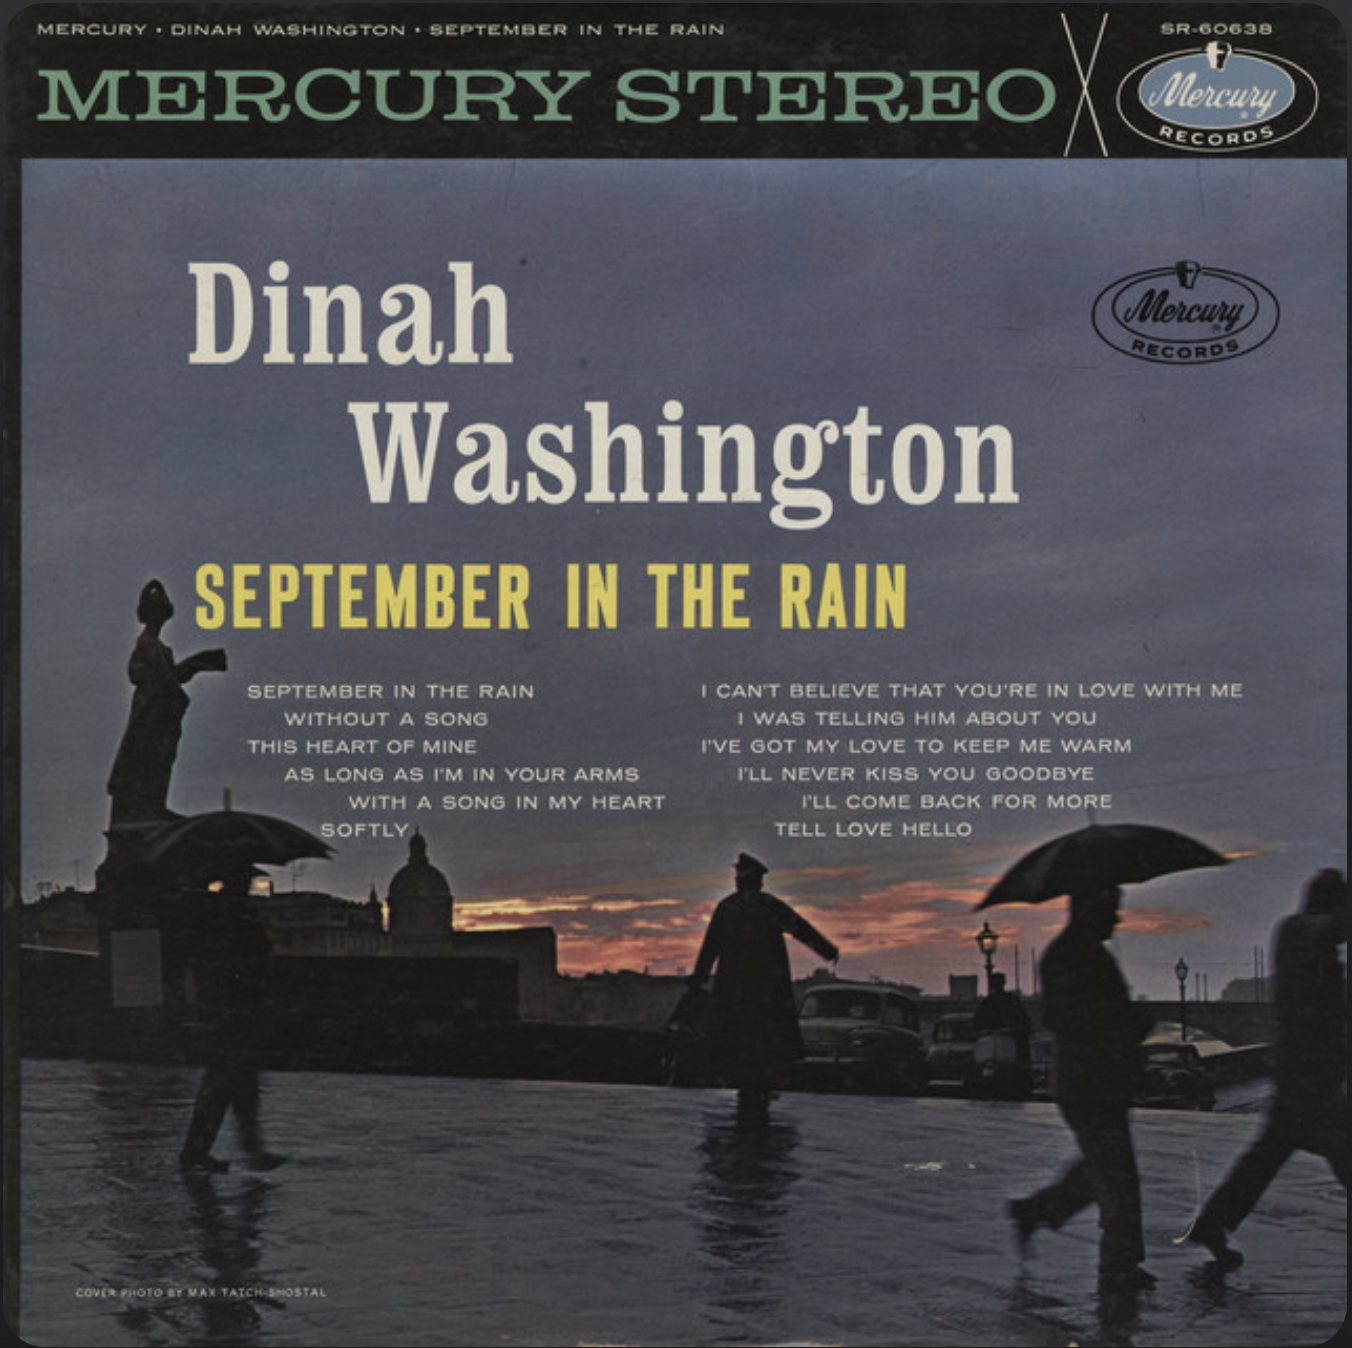 MERCURY • DINAH WASHINGTON • SEPTEMBER IN THE RAIN
SR-60638
MERCURY STEREO
Mercury
RECORDS
Dinah
Washington
Mercury
RECORDS
SEPTEMBER IN THE RAIN
SEPTEMBER IN THE RAIN
WITHOUT A SONG
THIS HEART OF MINE
AS LONG AS I'M IN YOUR ARMS
WITH A SONG IN MY HEART
SOFTLY
I CAN'T BELIEVE THAT YOU'RE IN LOVE WITH ME
I WAS TELLING HIM ABOUT YOU
I'VE GOT MY LOVE TO KEEP ME WARM
I'LL NEVER KISS YOU GOODBYE
I'LL COME BACK FOR MORE
TELL LOVE HELLO
COVER PHOTO BY MAX TATCH-SHOSTAL